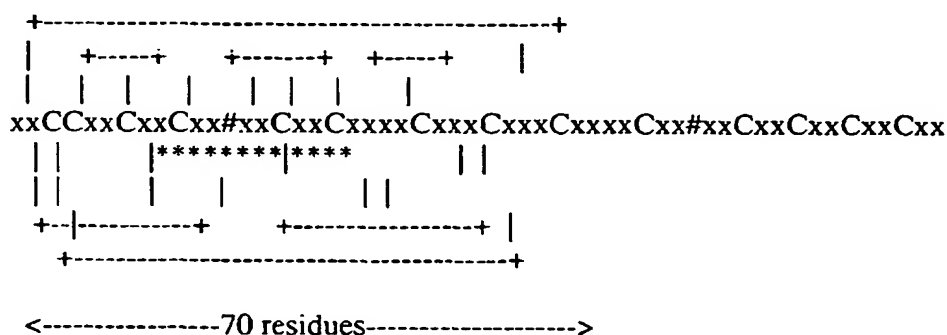 +--------------------------------------------+
| +------+ +--------+ +------+ |
| | | | | | | |
xxCCxxCxxCxx#xxCxxCxxxxCxxxCxxxCxxxxCxx#xxCxxCxxCxxCxx
| | |********|**** | |
| | | | | |
+--|----------+ +----------------+ |
+---------------------------------------+
<----------------70 residues------------------->